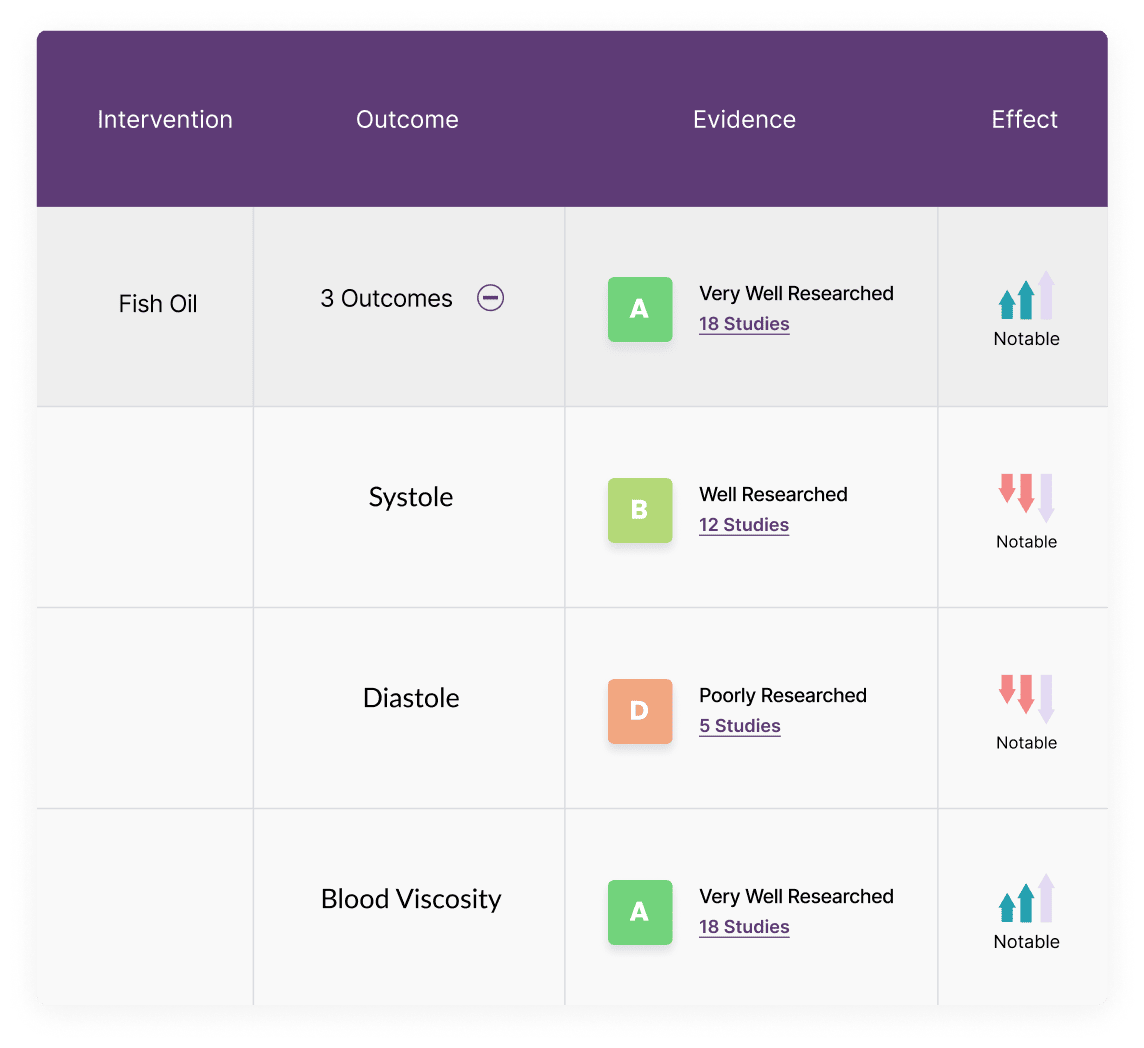 Intervention
Outcome
Evidence
Effect
Fish Oil
3 Outcomes
A
Very Well Researched
18 Studies
Notable
Systole
B
Well Researched
12 Studies
Notable
Diastole
D
Poorly Researched
5 Studies
Notable
Blood Viscosity
A
Very Well Researched
18 Studies
Notable